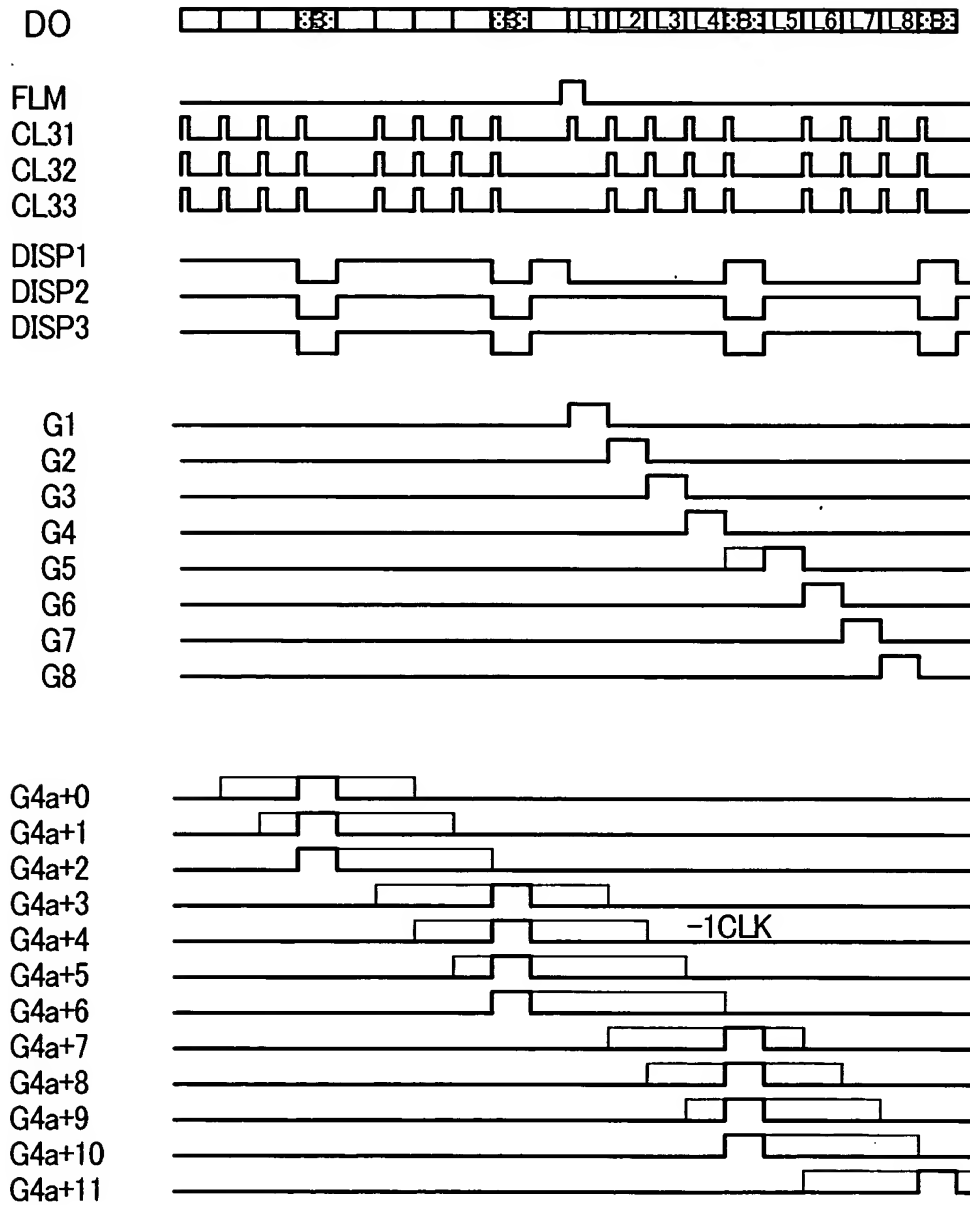 DO B B L1 L2 L3 L4 B L5 L6 L7 L8 B
FLM
CL31
CL32
CL33
DISP1
DISP2
DISP3
G1
G2
G3
G4
G5
G6
G7
G8
G4a+0
G4a+1
G4a+2
G4a+3
G4a+4 -1CLK
G4a+5
G4a+6
G4a+7
G4a+8
G4a+9
G4a+10
G4a+11